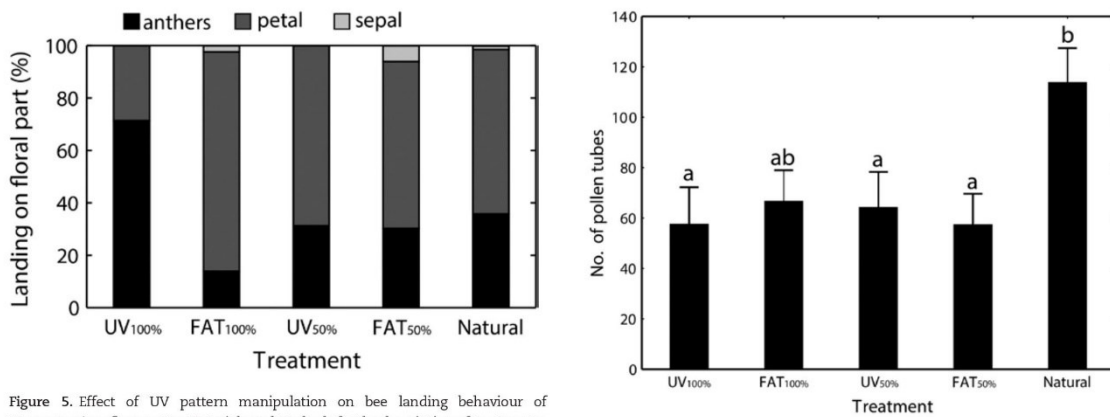 anthers petal sepal
Landing on floral part (%)
100
80
60
40
20
0
UV100% FAT100% UV50% FAT50% Natural
Treatment
Figure 5. Effect of UV pattern manipulation on bee landing behaviour of
No. of pollen tubes
140
120
100
80
60
40
20
0
a ab a a b
UV100% FAT100% UV50% FAT50% Natural
Treatment